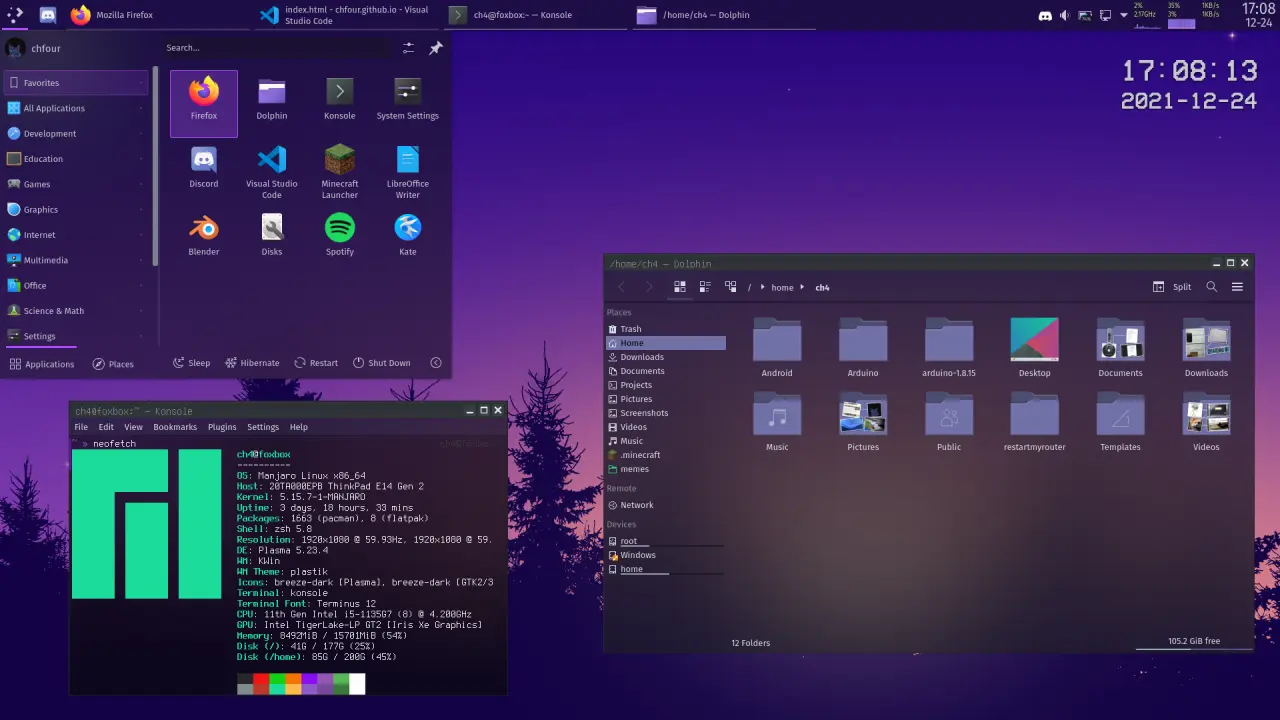 Mozilla Firefox
index.html - chfour.github.io - Visual
Studio Code
ch4@foxbox:~ — Konsole
/home/ch4 — Dolphin
2%
2.17GHz
35%
3%
1KB/s
1KB/s
17:08
12-24
chfour
Search...
Favorites
All Applications
Development
Education
Games
Graphics
Internet
Multimedia
Office
Science & Math
Settings
Firefox
Dolphin
Konsole
System Settings
Discord
Visual Studio
Code
Minecraft
Launcher
LibreOffice
Writer
Blender
Disks
Spotify
Kate
Applications
Places
Sleep
Hibernate
Restart
Shut Down
17:08:13
2021-12-24
ch4@foxbox:~ — Konsole
File Edit View Bookmarks Plugins Settings Help
~ » neofetch ch4@foxbox
ch4@foxbox
----------
OS: Manjaro Linux x86_64
Host: 20TA000EPB ThinkPad E14 Gen 2
Kernel: 5.15.7-1-MANJARO
Uptime: 3 days, 18 hours, 33 mins
Packages: 1663 (pacman), 8 (flatpak)
Shell: zsh 5.8
Resolution: 1920x1080 @ 59.93Hz, 1920x1080 @ 59.
DE: Plasma 5.23.4
WM: KWin
WM Theme: plastik
Icons: breeze-dark [Plasma], breeze-dark [GTK2/3
Terminal: konsole
Terminal Font: Terminus 12
CPU: 11th Gen Intel i5-1135G7 (8) @ 4.200GHz
GPU: Intel TigerLake-LP GT2 [Iris Xe Graphics]
Memory: 8492MiB / 15701MiB (54%)
Disk (/): 41G / 177G (25%)
Disk (/home): 85G / 200G (45%)
/home/ch4 — Dolphin
/ home ch4
Split
Places
Trash
Home
Downloads
Documents
Projects
Pictures
Screenshots
Videos
Music
.minecraft
memes
Remote
Network
Devices
root
Windows
home
Android
Arduino
arduino-1.8.15
Desktop
Documents
Downloads
Music
Pictures
Public
restartmyrouter
Templates
Videos
12 Folders
105.2 GiB free